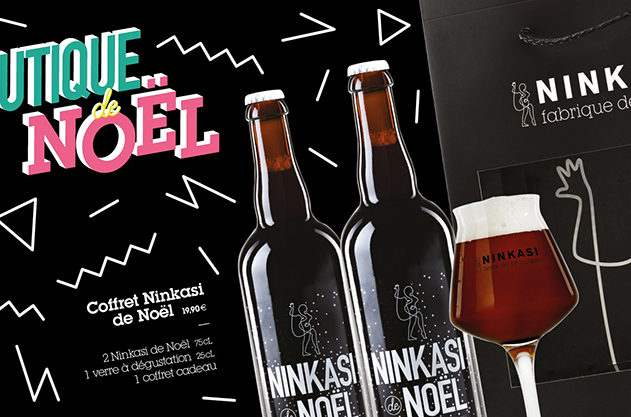 UTIQUE
de
NOËL
Coffret Ninkasi
de Noël 19,90€
2 Ninkasi de Noël 75cl
1 verre à dégustation 25cl
1 coffret cadeau
NINKASI
de NOËL
NINKASI
de NOËL
NINKASI
NINKA
fabrique de